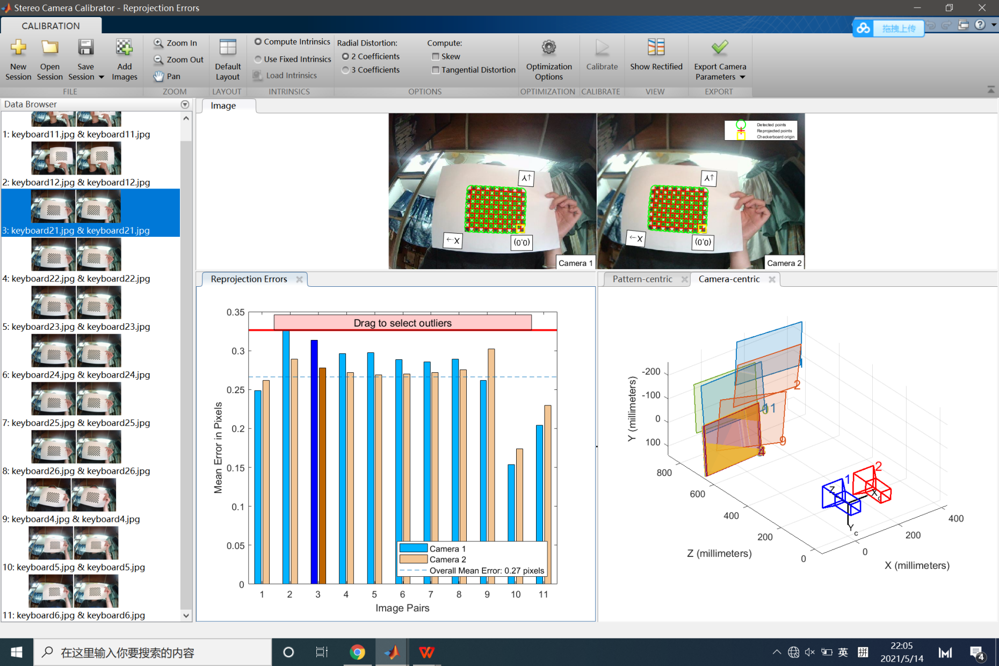 Stereo Camera Calibrator - Reprojection Errors
CALIBRATION
拖拽上传
New Session
Open Session
Save Session
Add Images
Zoom In
Zoom Out
Pan
Default Layout
Compute Intrinsics
Use Fixed Intrinsics
Load Intrinsics
Radial Distortion:
2 Coefficients
3 Coefficients
Compute:
Skew
Tangential Distortion
Optimization Options
Calibrate
Show Rectified
Export Camera Parameters
FILE
ZOOM
LAYOUT
INTRINSICS
OPTIONS
OPTIMIZATION
CALIBRATE
VIEW
EXPORT
Data Browser
1: keyboard11.jpg & keyboard11.jpg
2: keyboard12.jpg & keyboard12.jpg
3: keyboard21.jpg & keyboard21.jpg
4: keyboard22.jpg & keyboard22.jpg
5: keyboard23.jpg & keyboard23.jpg
6: keyboard24.jpg & keyboard24.jpg
7: keyboard25.jpg & keyboard25.jpg
8: keyboard26.jpg & keyboard26.jpg
9: keyboard4.jpg & keyboard4.jpg
10: keyboard5.jpg & keyboard5.jpg
11: keyboard6.jpg & keyboard6.jpg
Image
Y→
←X
(0,0)
Camera 1
Detected points
Reprojected points
Checkerboard origin
Y→
←X
(0,0)
Camera 2
Reprojection Errors
0.35
0.3
0.25
0.2
0.15
0.1
0.05
0
Mean Error in Pixels
Drag to select outliers
Camera 1
Camera 2
Overall Mean Error: 0.27 pixels
1 2 3 4 5 6 7 8 9 10 11
Image Pairs
Pattern-centric
Camera-centric
-200
-100
0
100
Y (millimeters)
800
600
400
200
0
Z (millimeters)
0
200
400
X (millimeters)
2
11
9
4
1
2
Z
Xc
Yc
在这里输入你要搜索的内容
英
拼
22:05
2021/5/14
4